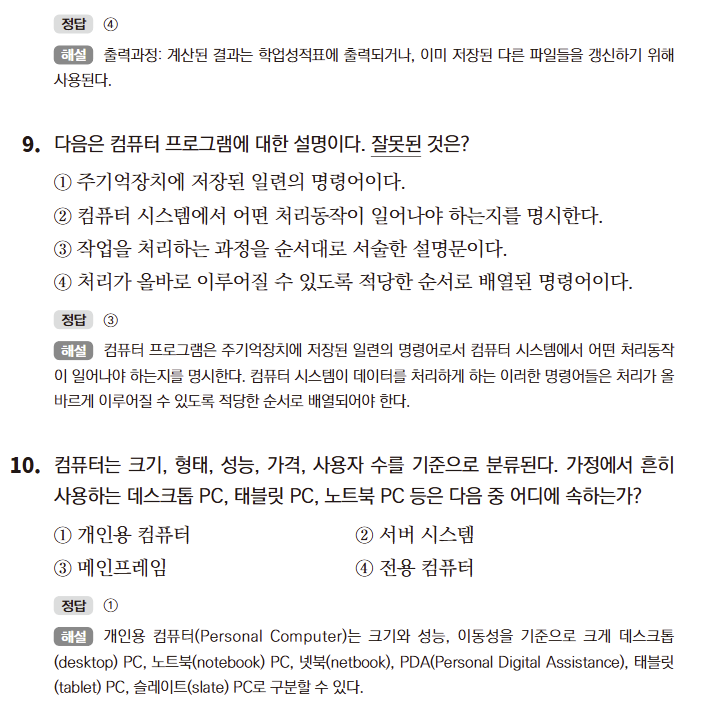 정답 ④
해설 출력과정: 계산된 결과는 학업성적표에 출력되거나, 이미 저장된 다른 파일들을 갱신하기 위해
사용된다.
9. 다음은 컴퓨터 프로그램에 대한 설명이다. 잘못된 것은?
① 주기억장치에 저장된 일련의 명령어이다.
② 컴퓨터 시스템에서 어떤 처리동작이 일어나야 하는지를 명시한다.
③ 작업을 처리하는 과정을 순서대로 서술한 설명문이다.
④ 처리가 올바로 이루어질 수 있도록 적당한 순서로 배열된 명령어이다.
정답 ③
해설 컴퓨터 프로그램은 주기억장치에 저장된 일련의 명령어로서 컴퓨터 시스템에서 어떤 처리동작
이 일어나야 하는지를 명시한다. 컴퓨터 시스템이 데이터를 처리하게 하는 이러한 명령어들은 처리가 올
바르게 이루어질 수 있도록 적당한 순서로 배열되어야 한다.
10. 컴퓨터는 크기, 형태, 성능, 가격, 사용자 수를 기준으로 분류된다. 가정에서 흔히
사용하는 데스크톱 PC, 태블릿 PC, 노트북 PC 등은 다음 중 어디에 속하는가?
① 개인용 컴퓨터 ② 서버 시스템
③ 메인프레임 ④ 전용 컴퓨터
정답 ①
해설 개인용 컴퓨터(Personal Computer)는 크기와 성능, 이동성을 기준으로 크게 데스크톱
(desktop) PC, 노트북(notebook) PC, 넷북(netbook), PDA(Personal Digital Assistance), 태블릿
(tablet) PC, 슬레이트(slate) PC로 구분할 수 있다.